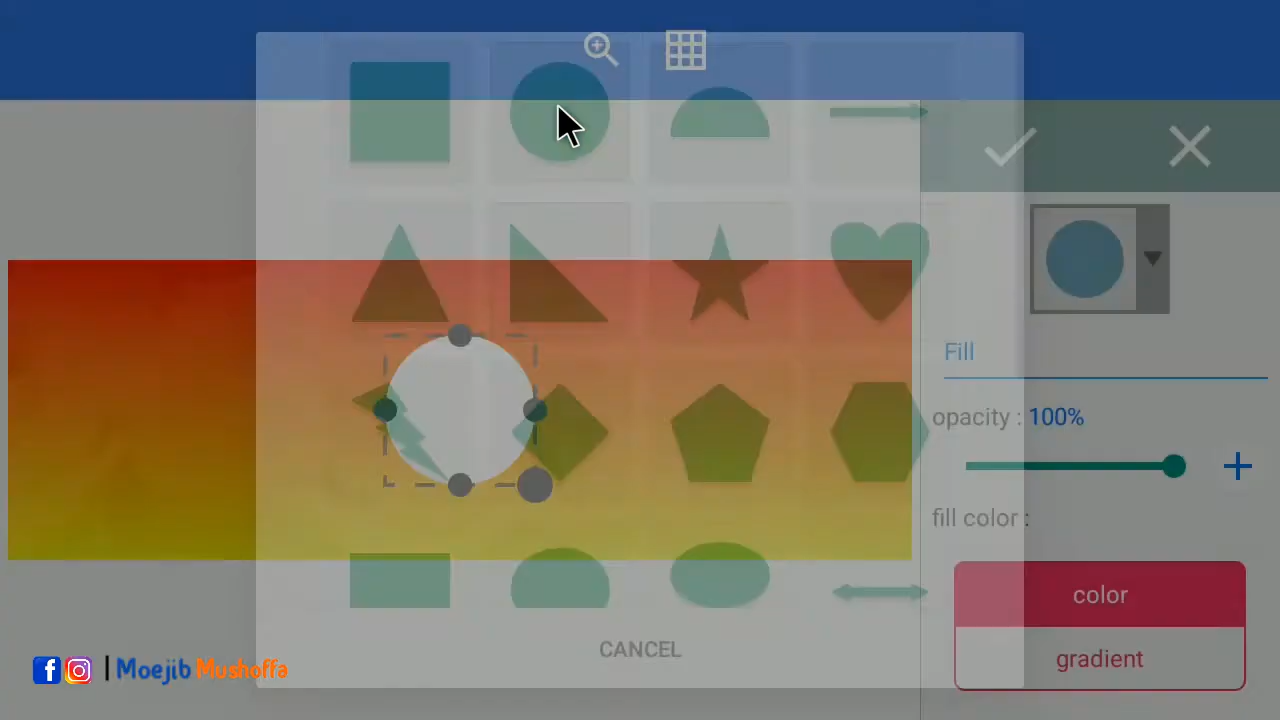 Fill
opacity : 100%
fill color :
color
gradient
CANCEL
Moejib Mushoffa